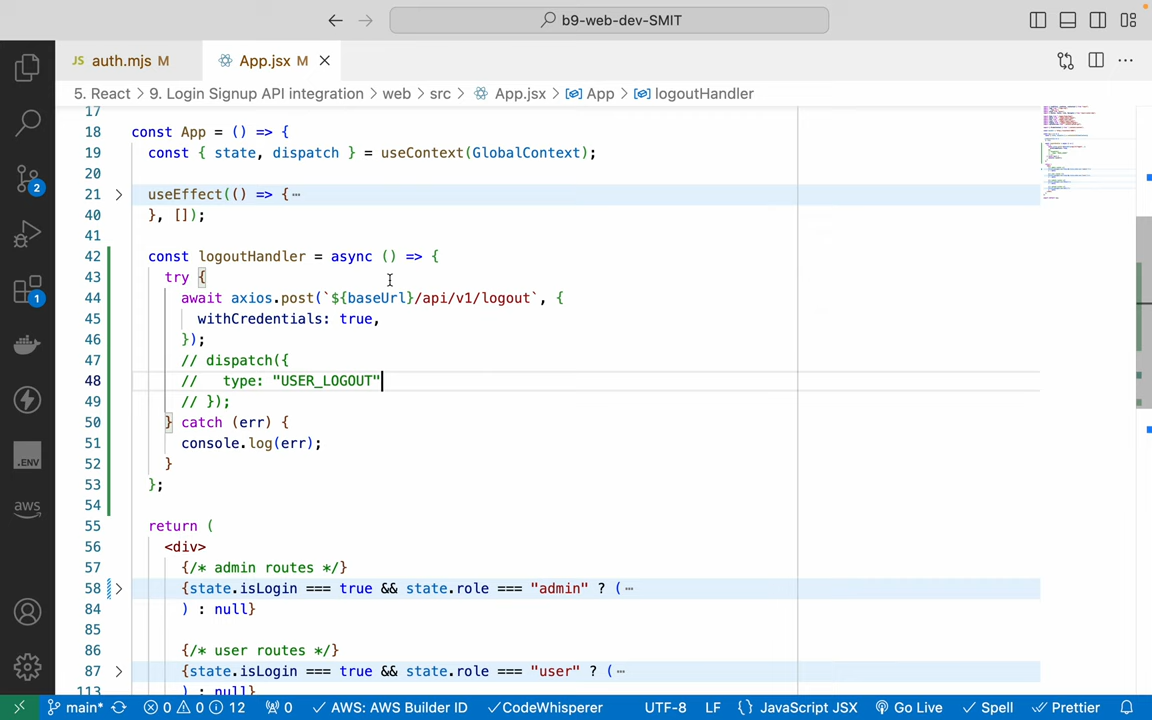 b9-web-dev-SMIT
JS auth.mjs M
App.jsx M
5. React > 9. Login Signup API integration > web > src > App.jsx > App > logoutHandler
17
18 const App = () => {
19 const { state, dispatch } = useContext(GlobalContext);
20
21 useEffect(() => {⋯
40 }, []);
41
42 const logoutHandler = async () => {
43 try {
44 await axios.post(`${baseUrl}/api/v1/logout`, {
45 withCredentials: true,
46 });
47 // dispatch({
48 // type: "USER_LOGOUT"
49 // });
50 } catch (err) {
51 console.log(err);
52 }
53 };
54
55 return (
56 <div>
57 {/* admin routes */}
58 {state.isLogin === true && state.role === "admin" ? (⋯
84 ) : null}
85
86 {/* user routes */}
87 {state.isLogin === true && state.role === "user" ? (⋯
113 ) : null}
2
1
.ENV
aws
main* 0 0 12 0 AWS: AWS Builder ID CodeWhisperer UTF-8 LF {} JavaScript JSX Go Live Spell Prettier